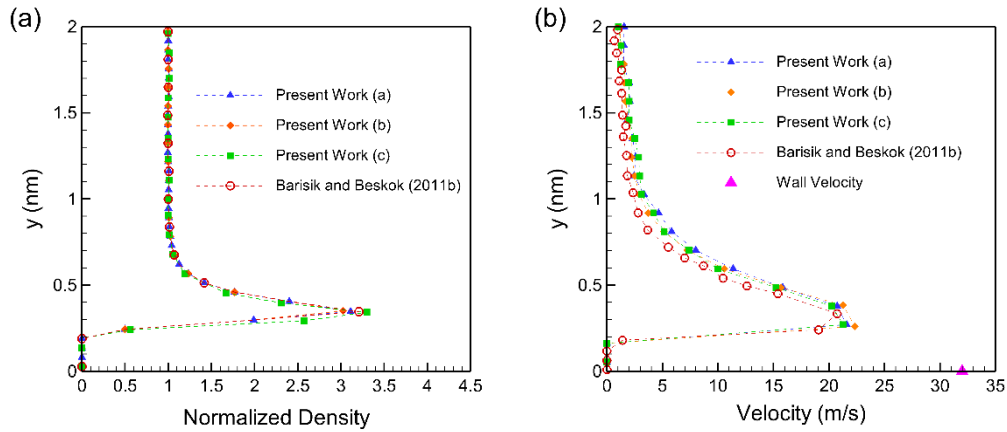 (a)
2
1.5
1
0.5
0
y (nm)
Present Work (a)
Present Work (b)
Present Work (c)
Barisik and Beskok (2011b)
0 0.5 1 1.5 2 2.5 3 3.5 4 4.5
Normalized Density
(b)
2
1.5
1
0.5
0
y (nm)
Present Work (a)
Present Work (b)
Present Work (c)
Barisik and Beskok (2011b)
Wall Velocity
0 5 10 15 20 25 30 35
Velocity (m/s)